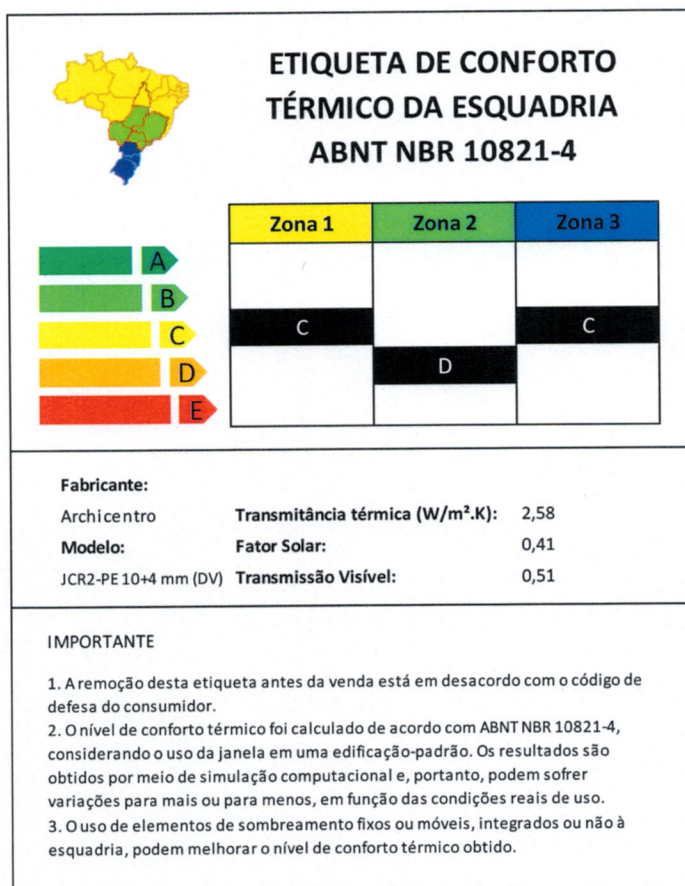 ETIQUETA DE CONFORTO
TÉRMICO DA ESQUADRIA
ABNT NBR 10821-4
Zona 1 Zona 2 Zona 3
A
B
C C C
D D
E
Fabricante:
Archicentro Transmitância térmica (W/m².K): 2,58
Modelo: Fator Solar: 0,41
JCR2-PE 10+4 mm (DV) Transmissão Visível: 0,51
IMPORTANTE
1. A remoção desta etiqueta antes da venda está em desacordo com o código de
defesa do consumidor.
2. O nível de conforto térmico foi calculado de acordo com ABNT NBR 10821-4,
considerando o uso da janela em uma edificação-padrão. Os resultados são
obtidos por meio de simulação computacional e, portanto, podem sofrer
variações para mais ou para menos, em função das condições reais de uso.
3. O uso de elementos de sombreamento fixos ou móveis, integrados ou não à
esquadria, podem melhorar o nível de conforto térmico obtido.